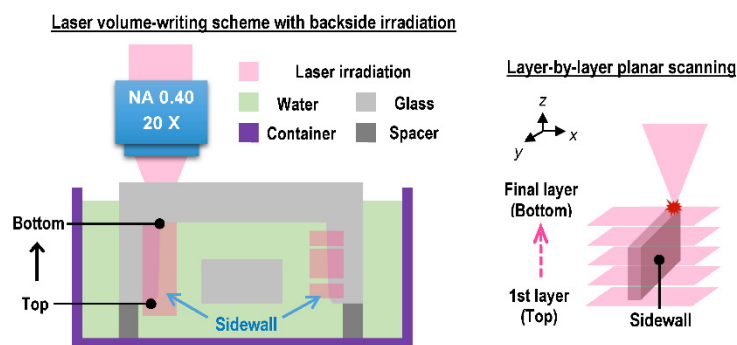 Laser volume-writing scheme with backside irradiation
NA 0.40
20 X
Laser irradiation
Water
Glass
Container
Spacer
Bottom
Top
Sidewall
Layer-by-layer planar scanning
z
x
y
Final layer
(Bottom)
1st layer
(Top)
Sidewall